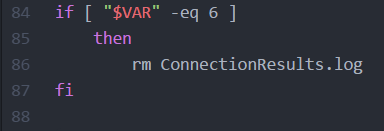 84 if [ "$VAR" -eq 6 ]
85     then
86         rm ConnectionResults.log
87 fi
88